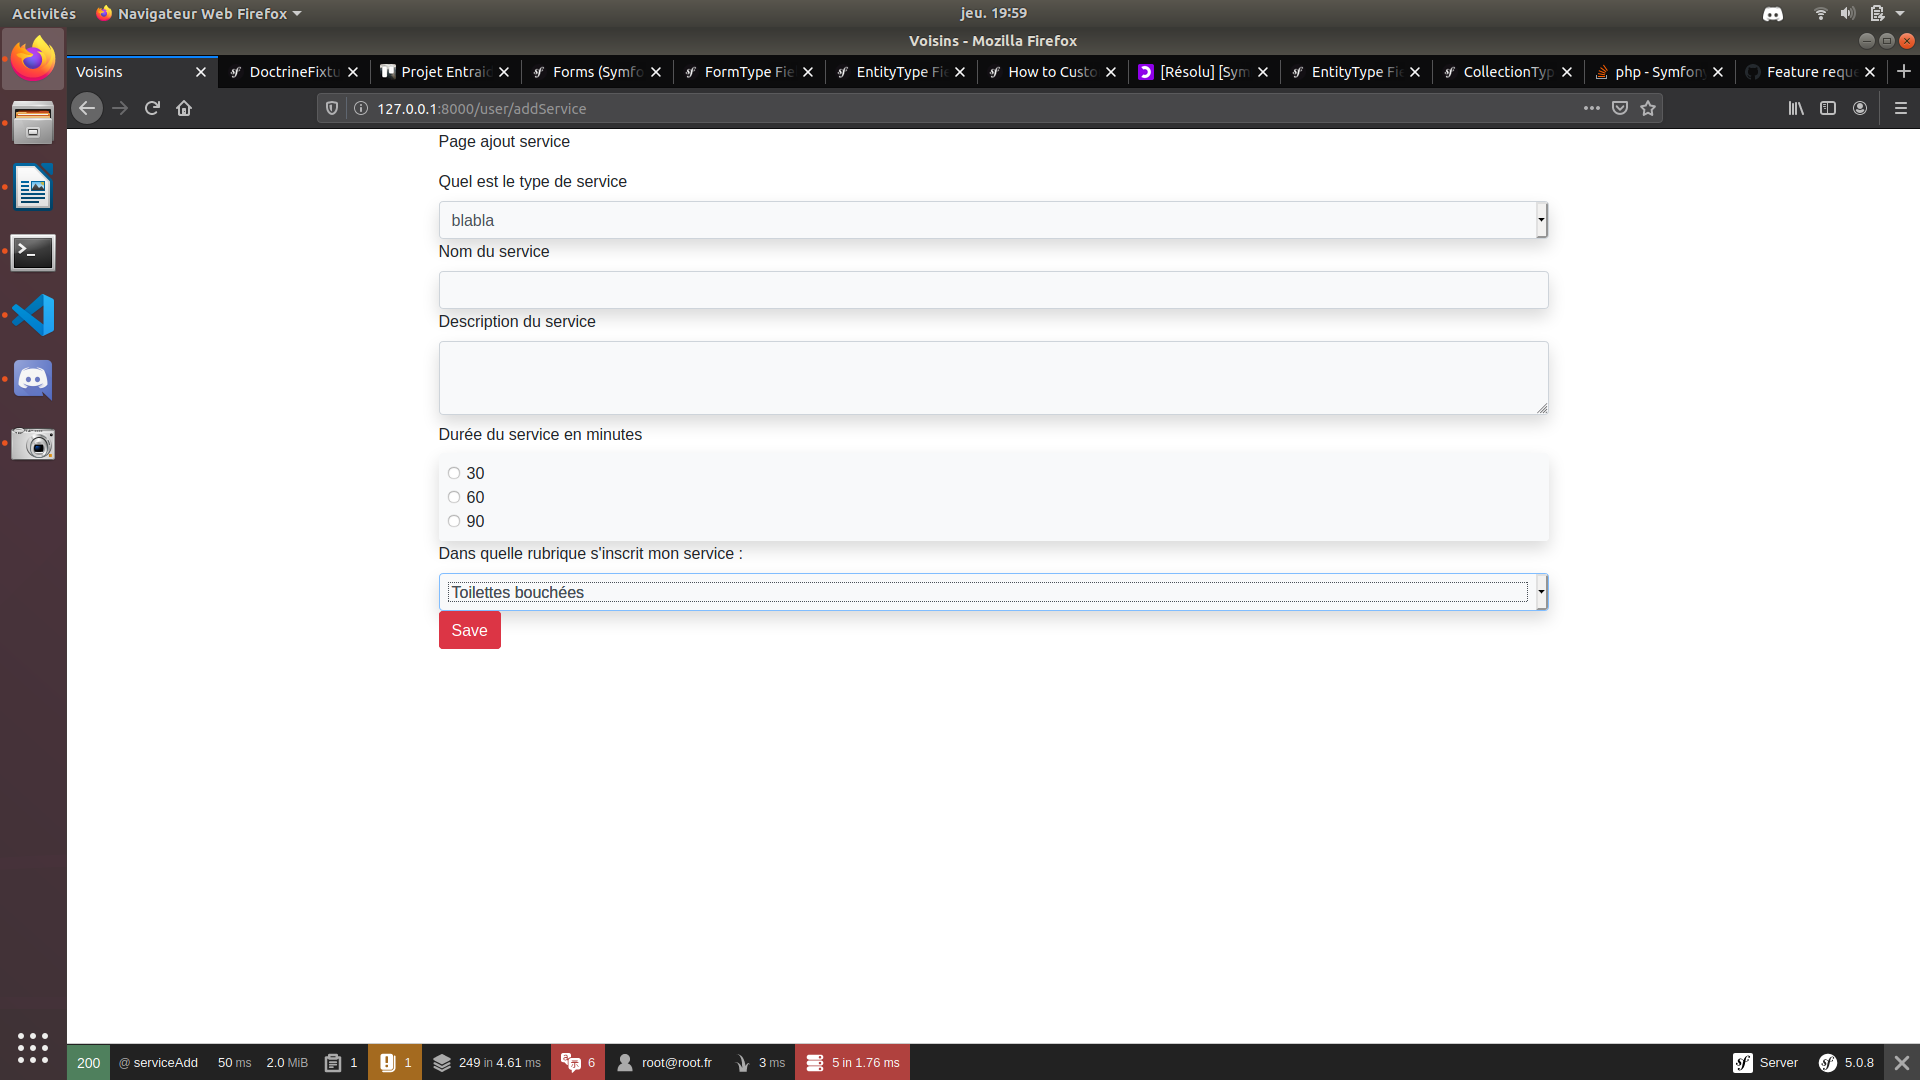 Activités Navigateur Web Firefox jeu. 19:59
Voisins - Mozilla Firefox
Voisins DoctrineFixtu Projet Entraid Forms (Symfo FormType Fie EntityType Fie How to Custo [Résolu] [Sym EntityType Fie CollectionTyp php - Symfony Feature reque
127.0.0.1:8000/user/addService
Page ajout service
Quel est le type de service
blabla
Nom du service
Description du service
Durée du service en minutes
30
60
90
Dans quelle rubrique s'inscrit mon service :
Toilettes bouchées
Save
200 @ serviceAdd 50 ms 2.0 MiB 1 1 249 in 4.61 ms 6 root@root.fr 3 ms 5 in 1.76 ms Server 5.0.8